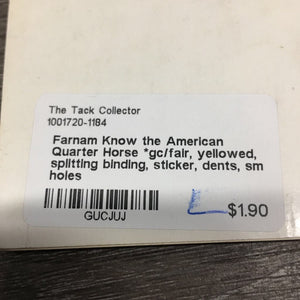 The Tack Collector
1001720-1184
Farnam Know the American
Quarter Horse *gc/fair, yellowed,
splitting binding, sticker, dents, sm
holes
GUCJUJ
$1.90